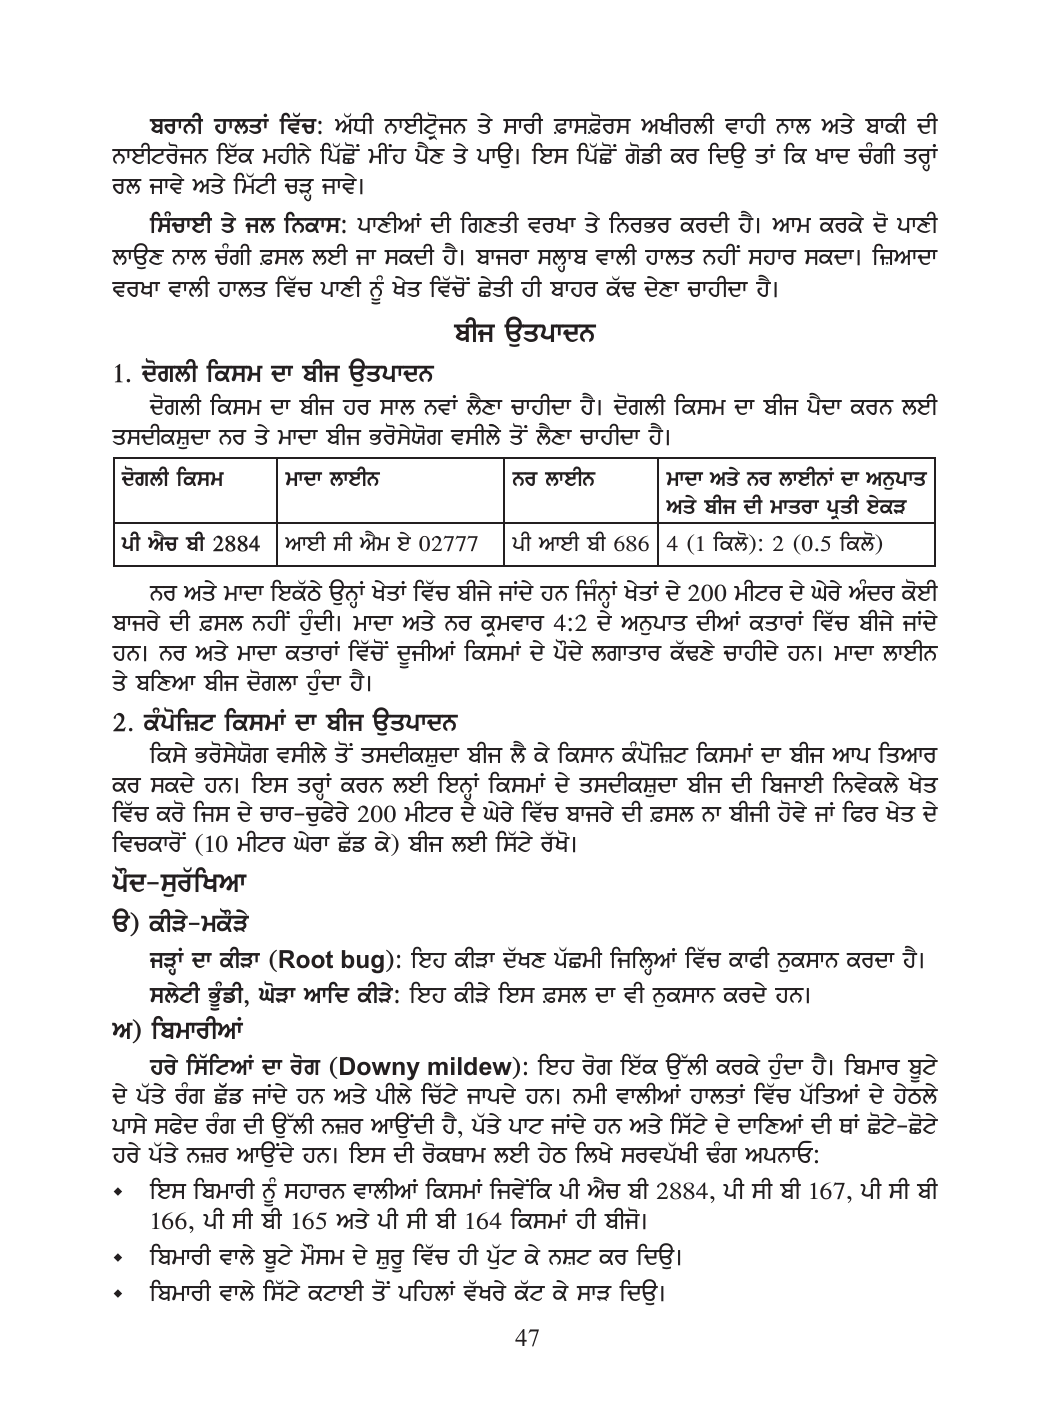 ਬਰਾਨੀ ਹਾਲਤਾਂ ਵਿੱਚ: ਅੱਧੀ ਨਾਈਟ੍ਰੋਜਨ ਤੇ ਸਾਰੀ ਫ਼ਾਸਫ਼ੋਰਸ ਅਖੀਰਲੀ ਵਾਹੀ ਨਾਲ ਅਤੇ ਬਾਕੀ ਦੀ
ਨਾਈਟਰੋਜਨ ਇੱਕ ਮਹੀਨੇ ਪਿੱਛੋਂ ਮੀਂਹ ਪੈਣ ਤੇ ਪਾਉ। ਇਸ ਪਿੱਛੋਂ ਗੋਡੀ ਕਰ ਦਿਉ ਤਾਂ ਕਿ ਖਾਦ ਚੰਗੀ ਤਰ੍ਹਾਂ
ਰਲ ਜਾਵੇ ਅਤੇ ਮਿੱਟੀ ਚੜ੍ਹ ਜਾਵੇ।
ਸਿੰਚਾਈ ਤੇ ਜਲ ਨਿਕਾਸ: ਪਾਣੀਆਂ ਦੀ ਗਿਣਤੀ ਵਰਖਾ ਤੇ ਨਿਰਭਰ ਕਰਦੀ ਹੈ। ਆਮ ਕਰਕੇ ਦੋ ਪਾਣੀ
ਲਾਉਣ ਨਾਲ ਚੰਗੀ ਫ਼ਸਲ ਲਈ ਜਾ ਸਕਦੀ ਹੈ। ਬਾਜਰਾ ਸਲ੍ਹਾਬ ਵਾਲੀ ਹਾਲਤ ਨਹੀਂ ਸਹਾਰ ਸਕਦਾ। ਜ਼ਿਆਦਾ
ਵਰਖਾ ਵਾਲੀ ਹਾਲਤ ਵਿੱਚ ਪਾਣੀ ਨੂੰ ਖੇਤ ਵਿੱਚੋਂ ਛੇਤੀ ਹੀ ਬਾਹਰ ਕੱਢ ਦੇਣਾ ਚਾਹੀਦਾ ਹੈ।
ਬੀਜ ਉਤਪਾਦਨ
1. ਦੋਗਲੀ ਕਿਸਮ ਦਾ ਬੀਜ ਉਤਪਾਦਨ
ਦੋਗਲੀ ਕਿਸਮ ਦਾ ਬੀਜ ਹਰ ਸਾਲ ਨਵਾਂ ਲੈਣਾ ਚਾਹੀਦਾ ਹੈ। ਦੋਗਲੀ ਕਿਸਮ ਦਾ ਬੀਜ ਪੈਦਾ ਕਰਨ ਲਈ
ਤਸਦੀਕਸ਼ੁਦਾ ਨਰ ਤੇ ਮਾਦਾ ਬੀਜ ਭਰੋਸੇਯੋਗ ਵਸੀਲੇ ਤੋਂ ਲੈਣਾ ਚਾਹੀਦਾ ਹੈ।
ਦੋਗਲੀ ਕਿਸਮ ਮਾਦਾ ਲਾਈਨ ਨਰ ਲਾਈਨ ਮਾਦਾ ਅਤੇ ਨਰ ਲਾਈਨਾਂ ਦਾ ਅਨੁਪਾਤ
ਅਤੇ ਬੀਜ ਦੀ ਮਾਤਰਾ ਪ੍ਰਤੀ ਏਕੜ
ਪੀ ਐਚ ਬੀ 2884 ਆਈ ਸੀ ਐਮ ਏ 02777 ਪੀ ਆਈ ਬੀ 686 4 (1 ਕਿਲੋ): 2 (0.5 ਕਿਲੋ)
ਨਰ ਅਤੇ ਮਾਦਾ ਇਕੱਠੇ ਉਨ੍ਹਾਂ ਖੇਤਾਂ ਵਿੱਚ ਬੀਜੇ ਜਾਂਦੇ ਹਨ ਜਿੰਨ੍ਹਾਂ ਖੇਤਾਂ ਦੇ 200 ਮੀਟਰ ਦੇ ਘੇਰੇ ਅੰਦਰ ਕੋਈ
ਬਾਜਰੇ ਦੀ ਫ਼ਸਲ ਨਹੀਂ ਹੁੰਦੀ। ਮਾਦਾ ਅਤੇ ਨਰ ਕ੍ਰਮਵਾਰ 4:2 ਦੇ ਅਨੁਪਾਤ ਦੀਆਂ ਕਤਾਰਾਂ ਵਿੱਚ ਬੀਜੇ ਜਾਂਦੇ
ਹਨ। ਨਰ ਅਤੇ ਮਾਦਾ ਕਤਾਰਾਂ ਵਿੱਚੋਂ ਦੂਜੀਆਂ ਕਿਸਮਾਂ ਦੇ ਪੌਦੇ ਲਗਾਤਾਰ ਕੱਢਣੇ ਚਾਹੀਦੇ ਹਨ। ਮਾਦਾ ਲਾਈਨ
ਤੇ ਬਣਿਆ ਬੀਜ ਦੋਗਲਾ ਹੁੰਦਾ ਹੈ।
2. ਕੰਪੋਜ਼ਿਟ ਕਿਸਮਾਂ ਦਾ ਬੀਜ ਉਤਪਾਦਨ
ਕਿਸੇ ਭਰੋਸੇਯੋਗ ਵਸੀਲੇ ਤੋਂ ਤਸਦੀਕਸ਼ੁਦਾ ਬੀਜ ਲੈ ਕੇ ਕਿਸਾਨ ਕੰਪੋਜ਼ਿਟ ਕਿਸਮਾਂ ਦਾ ਬੀਜ ਆਪ ਤਿਆਰ
ਕਰ ਸਕਦੇ ਹਨ। ਇਸ ਤਰ੍ਹਾਂ ਕਰਨ ਲਈ ਇਨ੍ਹਾਂ ਕਿਸਮਾਂ ਦੇ ਤਸਦੀਕਸ਼ੁਦਾ ਬੀਜ ਦੀ ਬਿਜਾਈ ਨਿਵੇਕਲੇ ਖੇਤ
ਵਿੱਚ ਕਰੋ ਜਿਸ ਦੇ ਚਾਰ-ਚੁਫੇਰੇ 200 ਮੀਟਰ ਦੇ ਘੇਰੇ ਵਿੱਚ ਬਾਜਰੇ ਦੀ ਫ਼ਸਲ ਨਾ ਬੀਜੀ ਹੋਵੇ ਜਾਂ ਫਿਰ ਖੇਤ ਦੇ
ਵਿਚਕਾਰੋਂ (10 ਮੀਟਰ ਘੇਰਾ ਛੱਡ ਕੇ) ਬੀਜ ਲਈ ਸਿੱਟੇ ਰੱਖੋ।
ਪੌਦ-ਸੁਰੱਖਿਆ
ੳ) ਕੀੜੇ-ਮਕੌੜੇ
ਜੜ੍ਹਾਂ ਦਾ ਕੀੜਾ (Root bug): ਇਹ ਕੀੜਾ ਦੱਖਣ ਪੱਛਮੀ ਜਿਲ੍ਹਿਆਂ ਵਿੱਚ ਕਾਫੀ ਨੁਕਸਾਨ ਕਰਦਾ ਹੈ।
ਸਲੇਟੀ ਭੂੰਡੀ, ਘੋੜਾ ਆਦਿ ਕੀੜੇ: ਇਹ ਕੀੜੇ ਇਸ ਫ਼ਸਲ ਦਾ ਵੀ ਨੁਕਸਾਨ ਕਰਦੇ ਹਨ।
ਅ) ਬਿਮਾਰੀਆਂ
ਹਰੇ ਸਿੱਟਿਆਂ ਦਾ ਰੋਗ (Downy mildew): ਇਹ ਰੋਗ ਇੱਕ ਉੱਲੀ ਕਰਕੇ ਹੁੰਦਾ ਹੈ। ਬਿਮਾਰ ਬੂਟੇ
ਦੇ ਪੱਤੇ ਰੰਗ ਛੱਡ ਜਾਂਦੇ ਹਨ ਅਤੇ ਪੀਲੇ ਚਿੱਟੇ ਜਾਪਦੇ ਹਨ। ਨਮੀ ਵਾਲੀਆਂ ਹਾਲਤਾਂ ਵਿੱਚ ਪੱਤਿਆਂ ਦੇ ਹੇਠਲੇ
ਪਾਸੇ ਸਫੇਦ ਰੰਗ ਦੀ ਉੱਲੀ ਨਜ਼ਰ ਆਉਂਦੀ ਹੈ, ਪੱਤੇ ਪਾਟ ਜਾਂਦੇ ਹਨ ਅਤੇ ਸਿੱਟੇ ਦੇ ਦਾਣਿਆਂ ਦੀ ਥਾਂ ਛੋਟੇ-ਛੋਟੇ
ਹਰੇ ਪੱਤੇ ਨਜ਼ਰ ਆਉਂਦੇ ਹਨ। ਇਸ ਦੀ ਰੋਕਥਾਮ ਲਈ ਹੇਠ ਲਿਖੇ ਸਰਵਪੱਖੀ ਢੰਗ ਅਪਨਾਓ:
⬥ ਇਸ ਬਿਮਾਰੀ ਨੂੰ ਸਹਾਰਨ ਵਾਲੀਆਂ ਕਿਸਮਾਂ ਜਿਵੇਂਕਿ ਪੀ ਐਚ ਬੀ 2884, ਪੀ ਸੀ ਬੀ 167, ਪੀ ਸੀ ਬੀ
166, ਪੀ ਸੀ ਬੀ 165 ਅਤੇ ਪੀ ਸੀ ਬੀ 164 ਕਿਸਮਾਂ ਹੀ ਬੀਜੋ।
⬥ ਬਿਮਾਰੀ ਵਾਲੇ ਬੂਟੇ ਮੌਸਮ ਦੇ ਸ਼ੁਰੂ ਵਿੱਚ ਹੀ ਪੁੱਟ ਕੇ ਨਸ਼ਟ ਕਰ ਦਿਉ।
⬥ ਬਿਮਾਰੀ ਵਾਲੇ ਸਿੱਟੇ ਕਟਾਈ ਤੋਂ ਪਹਿਲਾਂ ਵੱਖਰੇ ਕੱਟ ਕੇ ਸਾੜ ਦਿਉ।
47